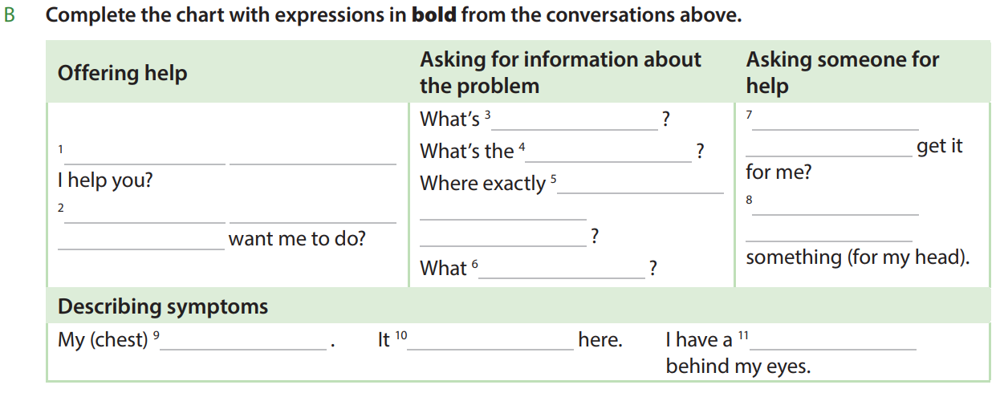 B Complete the chart with expressions in bold from the conversations above.
Offering help
1
I help you?
2
want me to do?
Asking for information about
the problem
What's 3 ?
What's the 4 ?
Where exactly 5
?
What 6 ?
Asking someone for
help
7
get it
for me?
8
something (for my head).
Describing symptoms
My (chest) 9 .
It 10 here.
I have a 11
behind my eyes.